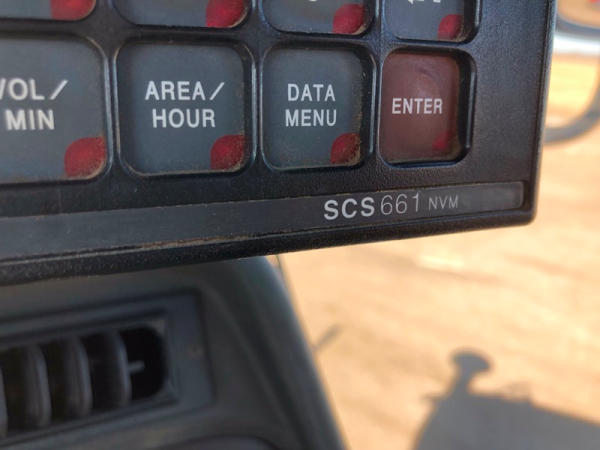 VOL/
MIN
AREA/
HOUR
DATA
MENU
ENTER
SCS 661 NVM